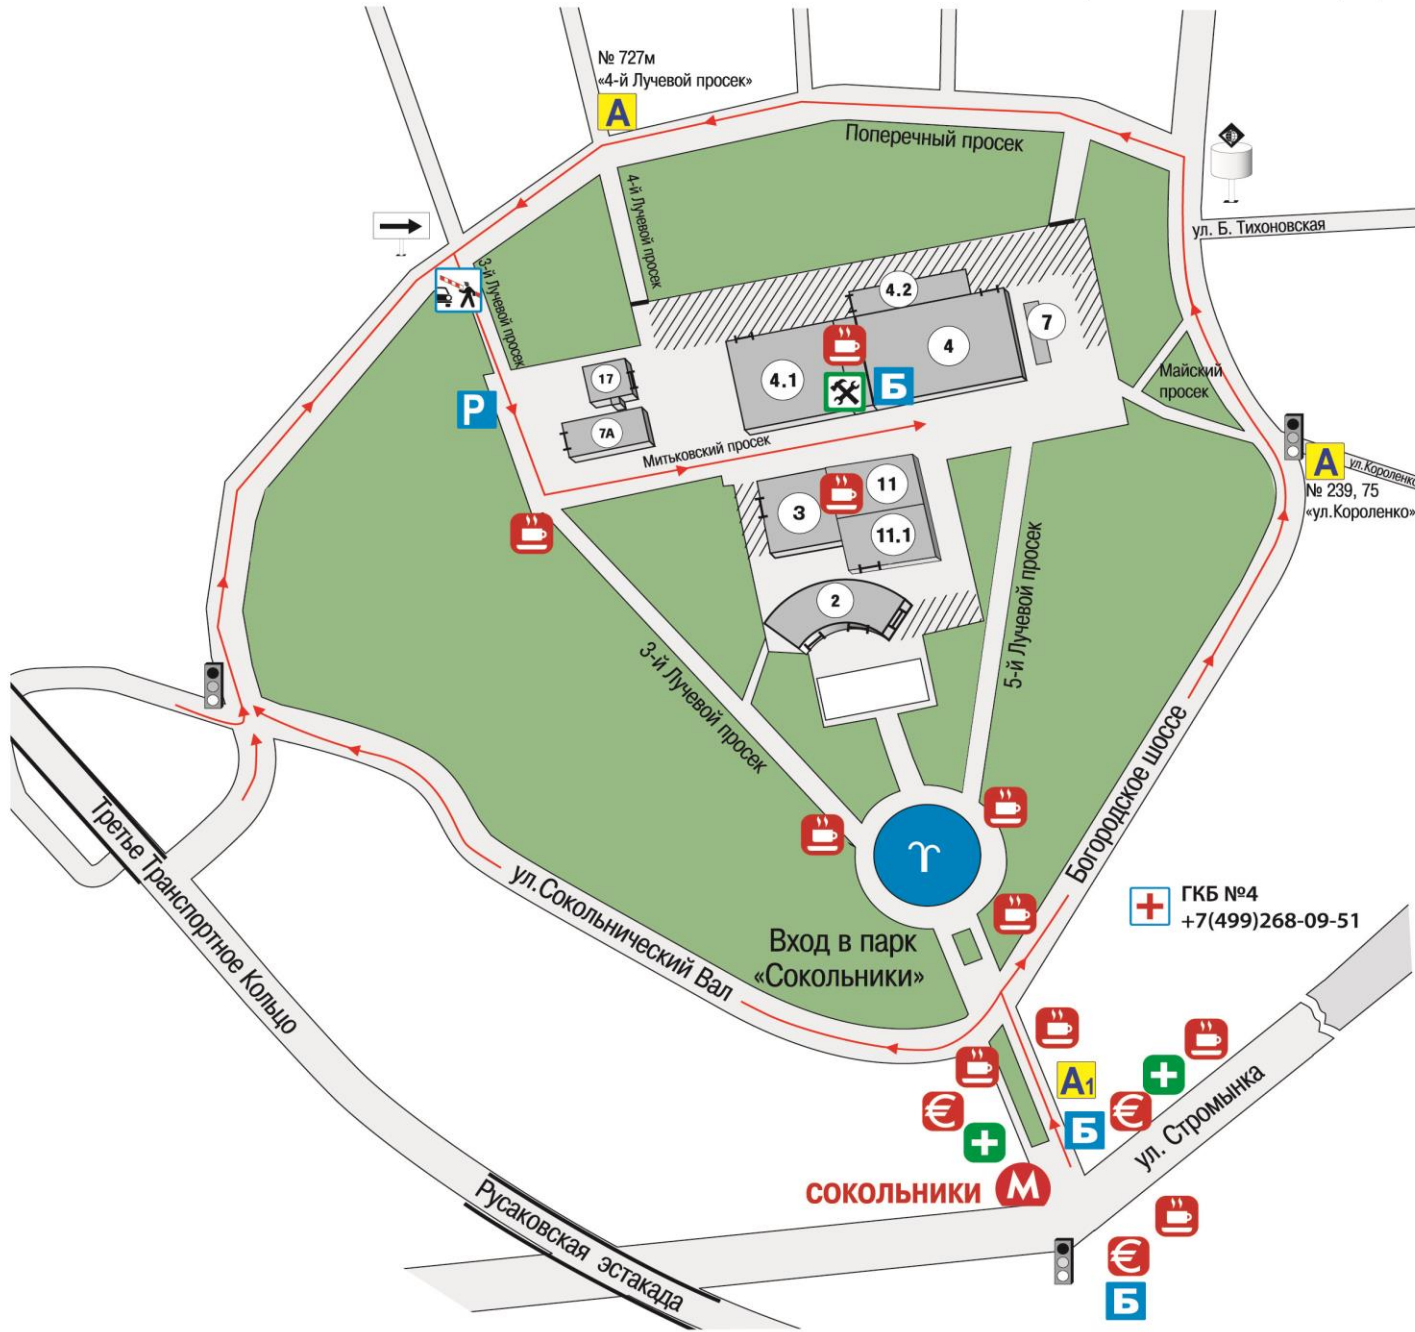 № 727м
«4-й Лучевой просек»
А
Поперечный просек
4-й Лучевой просек
ул. Б. Тихоновская
3-й Лучевой просек
4.2
7
4
4.1
Б
17
7А
Р
Майский
просек
Митьковский просек
А
ул.Короленко
№ 239, 75
«ул.Короленко»
11
3
11.1
2
5-й Лучевой просек
3-й Лучевой просек
Богородское шоссе
Третье Транспортное Кольцо
ул.Сокольнический Вал
ГКБ №4
+7(499)268-09-51
Вход в парк
«Сокольники»
А1
€
€
Б
ул. Стромынка
СОКОЛЬНИКИ
М
Русаковская эстакада
€
Б